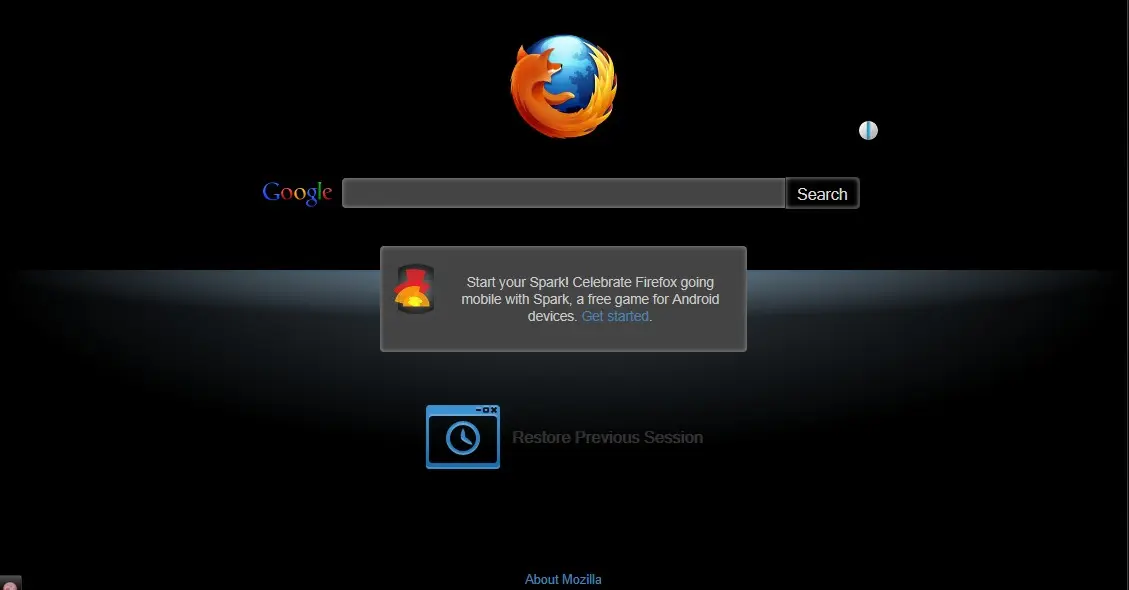 Google
Search
Start your Spark! Celebrate Firefox going
mobile with Spark, a free game for Android
devices. Get started.
Restore Previous Session
About Mozilla